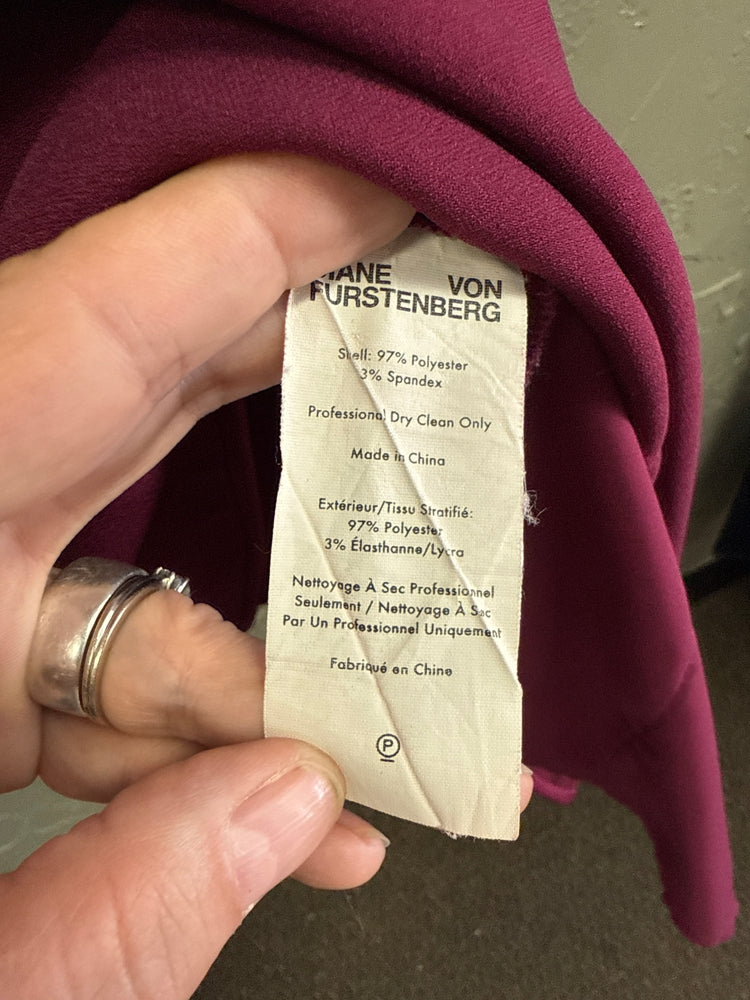 DIANE VON
FURSTENBERG
Shell: 97% Polyester
3% Spandex
Professional Dry Clean Only
Made in China
Extérieur/Tissu Stratifié:
97% Polyester
3% Élasthanne/Lycra
Nettoyage À Sec Professionnel
Seulement / Nettoyage À Sec
Par Un Professionnel Uniquement
Fabriqué en Chine
P